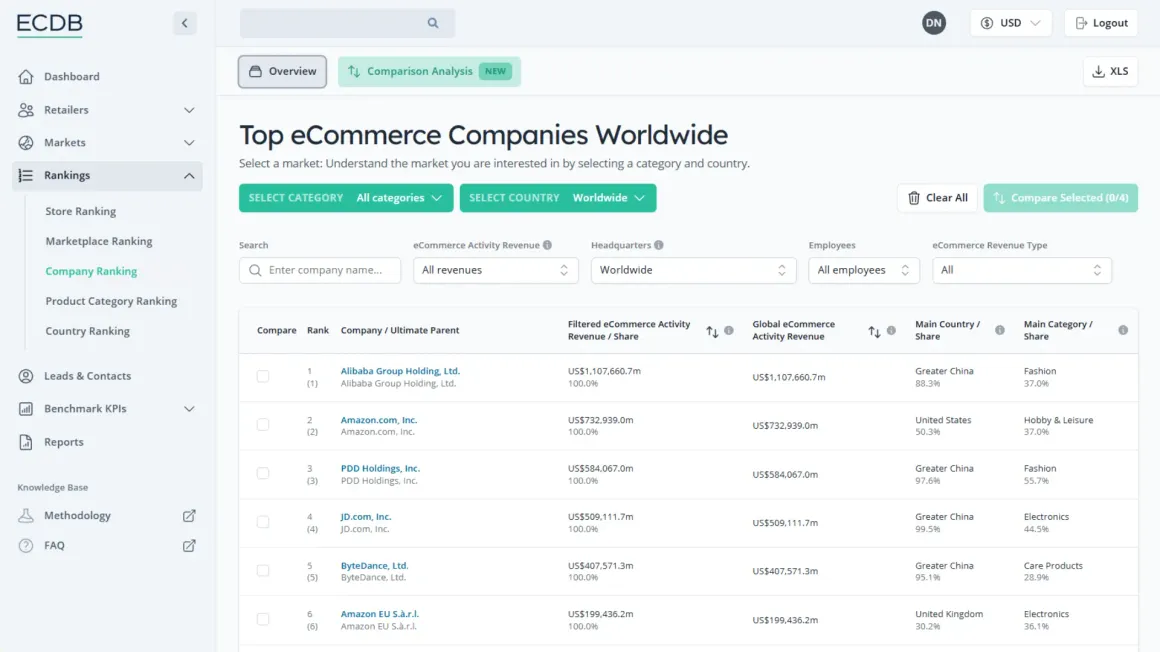 ECDB
DN
USD
Logout
Dashboard
Retailers
Markets
Rankings
Store Ranking
Marketplace Ranking
Company Ranking
Product Category Ranking
Country Ranking
Leads & Contacts
Benchmark KPIs
Reports
Knowledge Base
Methodology
FAQ
Overview
Comparison Analysis NEW
XLS
Top eCommerce Companies Worldwide
Select a market: Understand the market you are interested in by selecting a category and country.
SELECT CATEGORY All categories
SELECT COUNTRY Worldwide
Clear All
Compare Selected (0/4)
Search
eCommerce Activity Revenue
Headquarters
Employees
eCommerce Revenue Type
Enter company name...
All revenues
Worldwide
All employees
All
Compare
Rank
Company / Ultimate Parent
Filtered eCommerce Activity
Revenue / Share
Global eCommerce
Activity Revenue
Main Country /
Share
Main Category /
Share
1
(1)
Alibaba Group Holding, Ltd.
Alibaba Group Holding, Ltd.
US$1,107,660.7m
100.0%
US$1,107,660.7m
Greater China
88.3%
Fashion
37.0%
2
(2)
Amazon.com, Inc.
Amazon.com, Inc.
US$732,939.0m
100.0%
US$732,939.0m
United States
50.3%
Hobby & Leisure
37.0%
3
(3)
PDD Holdings, Inc.
PDD Holdings, Inc.
US$584,067.0m
100.0%
US$584,067.0m
Greater China
97.6%
Fashion
55.7%
4
(4)
JD.com, Inc.
JD.com, Inc.
US$509,111.7m
100.0%
US$509,111.7m
Greater China
99.5%
Electronics
44.5%
5
(5)
ByteDance, Ltd.
ByteDance, Ltd.
US$407,571.3m
100.0%
US$407,571.3m
Greater China
95.1%
Care Products
28.9%
6
(6)
Amazon EU S.à.r.l.
Amazon EU S.à.r.l.
US$199,436.2m
100.0%
US$199,436.2m
United Kingdom
30.2%
Electronics
36.1%